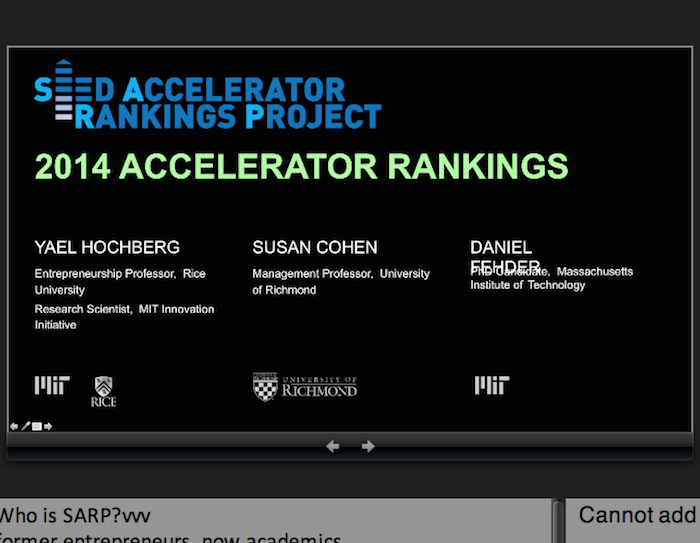 SEED ACCELERATOR
RANKINGS PROJECT
2014 ACCELERATOR RANKINGS
YAEL HOCHBERG
Entrepreneurship Professor, Rice
University
Research Scientist, MIT Innovation
Initiative
SUSAN COHEN
Management Professor, University
of Richmond
DANIEL
FEHDER
PhD Candidate, Massachusetts
Institute of Technology
MIT
RICE
UNIVERSITY OF
RICHMOND
MIT
Who is SARP?vvv
former entrepreneurs, now academics
Cannot add